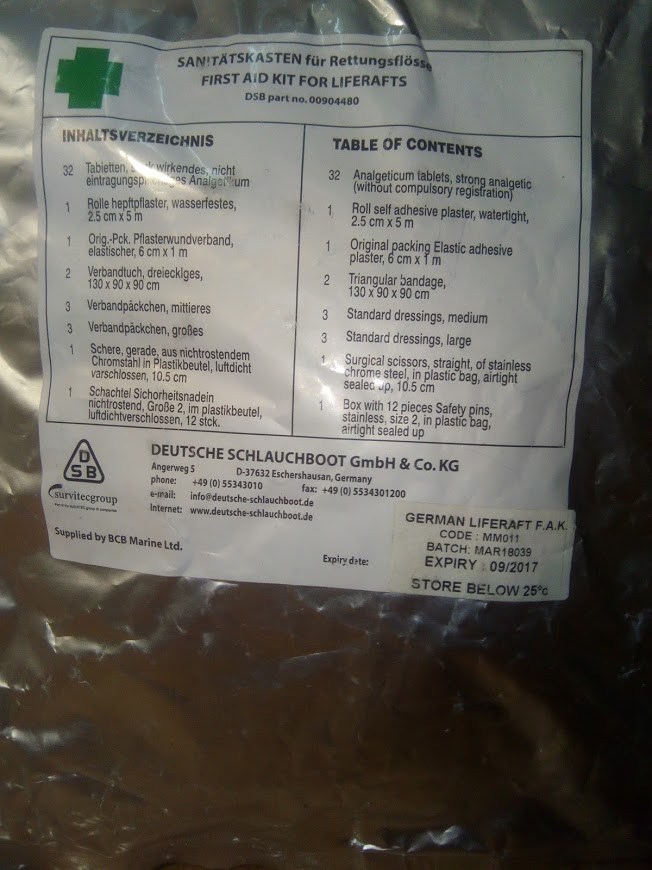 SANITÄTSKASTEN für Rettungsflösse
FIRST AID KIT FOR LIFERAFTS
DSB part no. 00904480
INHALTSVERZEICHNIS
32 Tabletten, wirkendes, nicht
1 Rolle heptpflaster, wasserfestes,
2.5 cm x 5 m
1 Orig.-Pck. Pflasterwundverband,
elastischer, 6 cm x 1 m
2 Verbandtuch, dreiecklges,
130 x 90 x 90 cm
3 Verbandpäckchen, mittieres
3 Verbandpäckchen, großes
1 Schere, gerade, aus nichtrostendem
Chromstahl in Plastikbeutel, luftdicht
varschlossen, 10.5 cm
1 Schachtel Sichorheitsnadein
nichtrostend, Große 2, im plastikbeutel,
luftdichtverschlossen, 12 stck.
TABLE OF CONTENTS
32 Analgeticum tablets, strong analgetic
(without compulsory registration)
1 Roll self adhesive plaster, watertight,
2.5 cm x 5 m
1 Original packing Elastic adhesive
plaster, 6 cm x 1 m
2 Triangular bandage,
130 x 90 x 90 cm
3 Standard dressings, medium
3 Standard dressings, large
1 Surgical scissors, straight, of stainless
chrome steel, in plastic bag, airtight
sealed up, 10.5 cm
1 Box with 12 pieces Safety pins,
stainless, size 2, in plastic bag,
airtight sealed up
DSB
survitecgroup
DEUTSCHE SCHLAUCHBOOT GmbH & Co. KG
Angerweg 5 D-37632 Eschershausan, Germany
phone: +49 (0) 55343010 fax: +49 (0) 5534301200
e-mail: info@deutsche-schlauchboot.de
Internet: www.deutsche-schlauchboot.de
Supplied by BCB Marine Ltd.
Expiry date:
GERMAN LIFERAFT F.A.K.
CODE : MM011
BATCH: MAR18039
EXPIRY : 09/2017
STORE BELOW 25°c